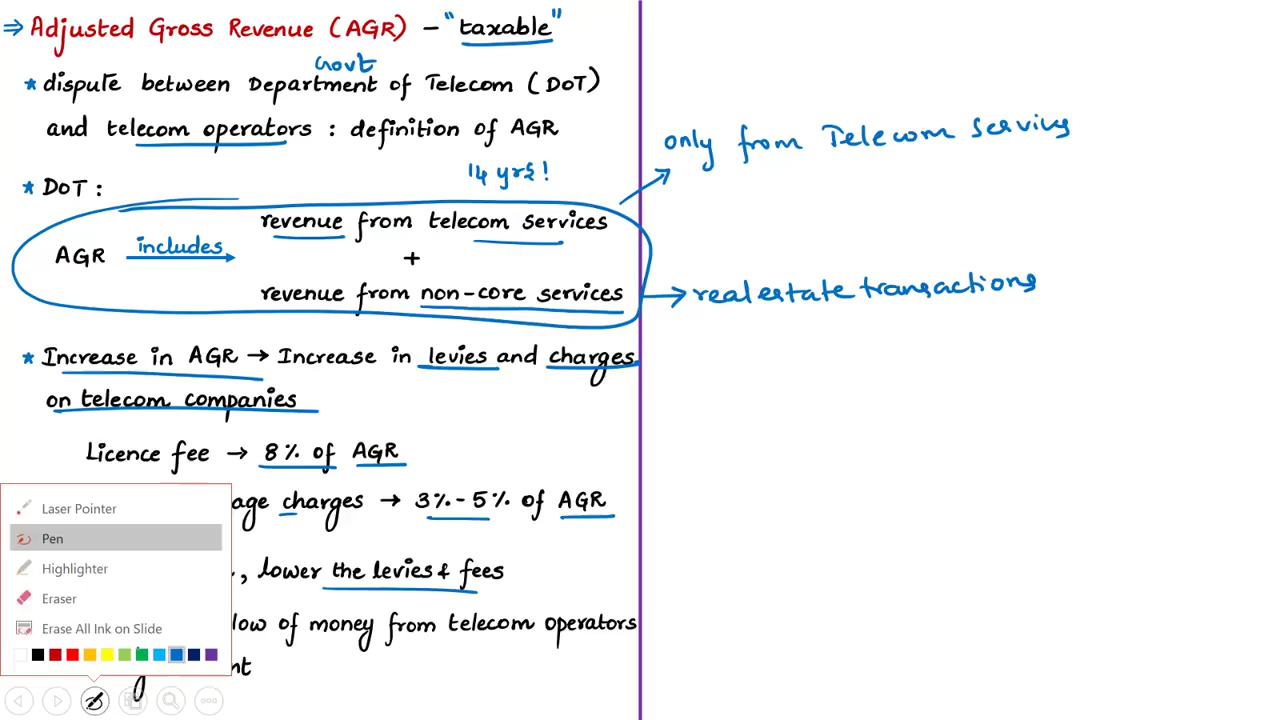 ⇒ Adjusted Gross Revenue (AGR) - "taxable"
Govt
* dispute between Department of Telecom (DoT)
and telecom operators : definition of AGR
only from Telecom services
14 yrs!
* DoT :
revenue from telecom services
AGR includes +
revenue from non-core services
real estate transactions
* Increase in AGR → Increase in levies and charges
on telecom companies
Licence fee → 8% of AGR
age charges → 3%-5% of AGR
, lower the levies & fees
low of money from telecom operators
nt
Laser Pointer
Pen
Highlighter
Eraser
Erase All Ink on Slide